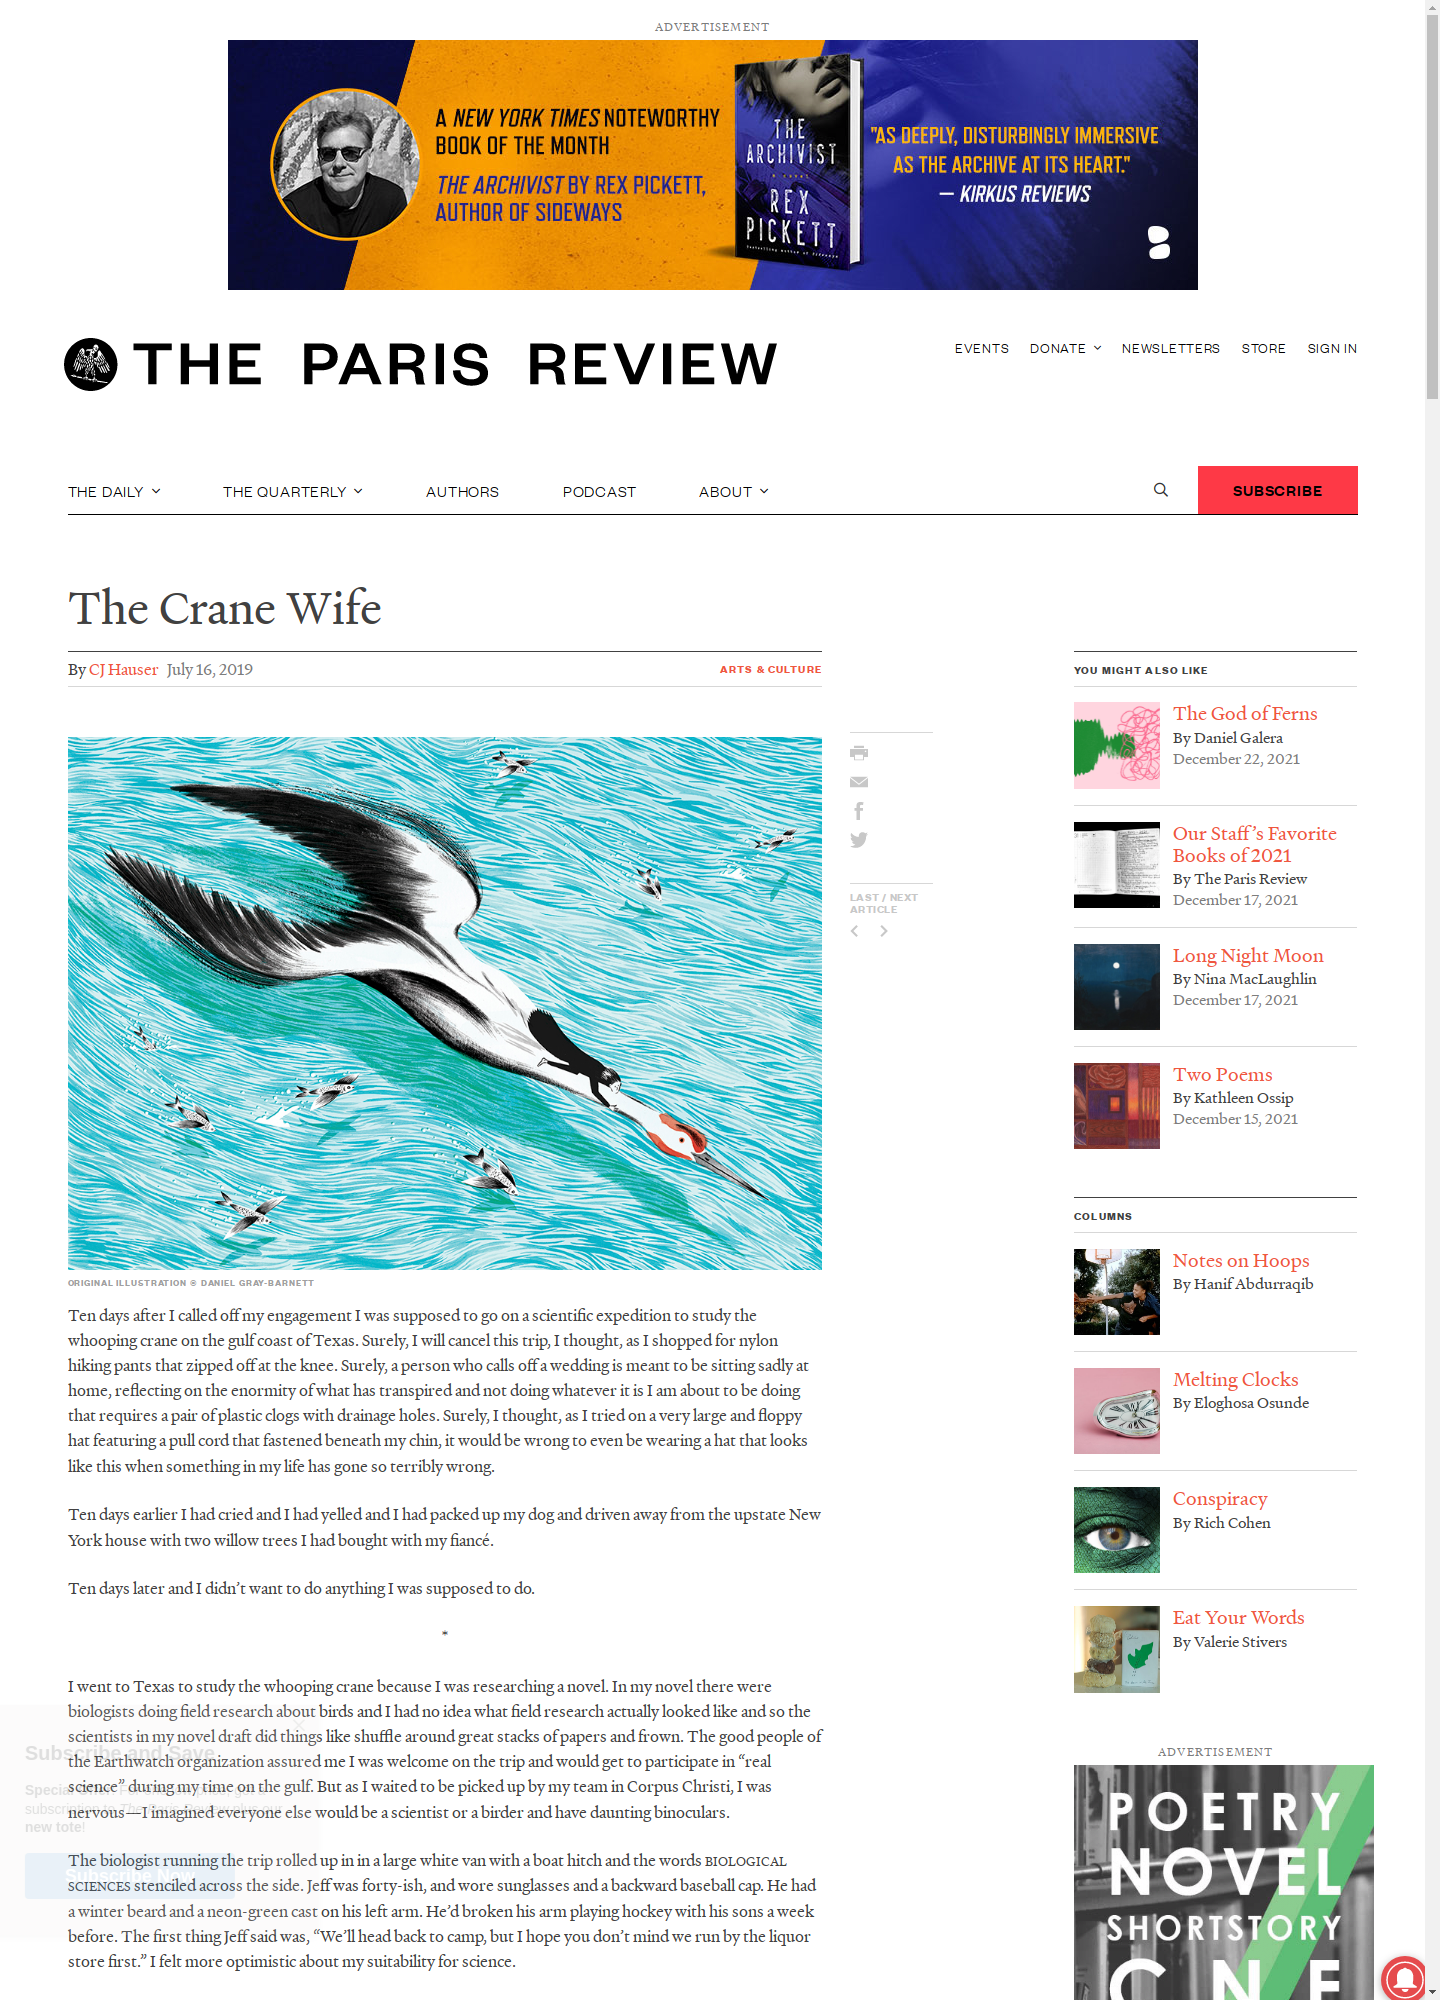 ADVERTISEMENT
A NEW YORK TIMES NOTEWORTHY
BOOK OF THE MONTH
THE ARCHIVIST BY REX PICKETT,
AUTHOR OF SIDEWAYS
THE
ARCHIVIST
a novel
REX
PICKETT
Bestselling author of Sideways
"AS DEEPLY, DISTURBINGLY IMMERSIVE
AS THE ARCHIVE AT ITS HEART."
— KIRKUS REVIEWS
THE PARIS REVIEW
EVENTS DONATE NEWSLETTERS STORE SIGN IN
THE DAILY THE QUARTERLY AUTHORS PODCAST ABOUT SUBSCRIBE
The Crane Wife
By CJ Hauser July 16, 2019 ARTS & CULTURE
LAST / NEXT
ARTICLE
ORIGINAL ILLUSTRATION © DANIEL GRAY-BARNETT
Ten days after I called off my engagement I was supposed to go on a scientific expedition to study the
whooping crane on the gulf coast of Texas. Surely, I will cancel this trip, I thought, as I shopped for nylon
hiking pants that zipped off at the knee. Surely, a person who calls off a wedding is meant to be sitting sadly at
home, reflecting on the enormity of what has transpired and not doing whatever it is I am about to be doing
that requires a pair of plastic clogs with drainage holes. Surely, I thought, as I tried on a very large and floppy
hat featuring a pull cord that fastened beneath my chin, it would be wrong to even be wearing a hat that looks
like this when something in my life has gone so terribly wrong.
Ten days earlier I had cried and I had yelled and I had packed up my dog and driven away from the upstate New
York house with two willow trees I had bought with my fiancé.
Ten days later and I didn't want to do anything I was supposed to do.
*
I went to Texas to study the whooping crane because I was researching a novel. In my novel there were
biologists doing field research about birds and I had no idea what field research actually looked like and so the
scientists in my novel draft did things like shuffle around great stacks of papers and frown. The good people of
the Earthwatch organization assured me I was welcome on the trip and would get to participate in “real
science” during my time on the gulf. But as I waited to be picked up by my team in Corpus Christi, I was
nervous—I imagined everyone else would be a scientist or a birder and have daunting binoculars.
The biologist running the trip rolled up in in a large white van with a boat hitch and the words BIOLOGICAL
SCIENCES stenciled across the side. Jeff was forty-ish, and wore sunglasses and a backward baseball cap. He had
a winter beard and a neon-green cast on his left arm. He’d broken his arm playing hockey with his sons a week
before. The first thing Jeff said was, “We’ll head back to camp, but I hope you don’t mind we run by the liquor
store first.” I felt more optimistic about my suitability for science.
Subscribe and Save
Special Offer:
subscription to The Paris Review
new tote!
Subscribe Now
YOU MIGHT ALSO LIKE
The God of Ferns
By Daniel Galera
December 22, 2021
Our Staff’s Favorite
Books of 2021
By The Paris Review
December 17, 2021
Long Night Moon
By Nina MacLaughlin
December 17, 2021
Two Poems
By Kathleen Ossip
December 15, 2021
COLUMNS
Notes on Hoops
By Hanif Abdurraqib
Melting Clocks
By Eloghosa Osunde
Conspiracy
By Rich Cohen
Eat Your Words
By Valerie Stivers
ADVERTISEMENT
POETRY
NOVEL
SHORTSTORY
CNF